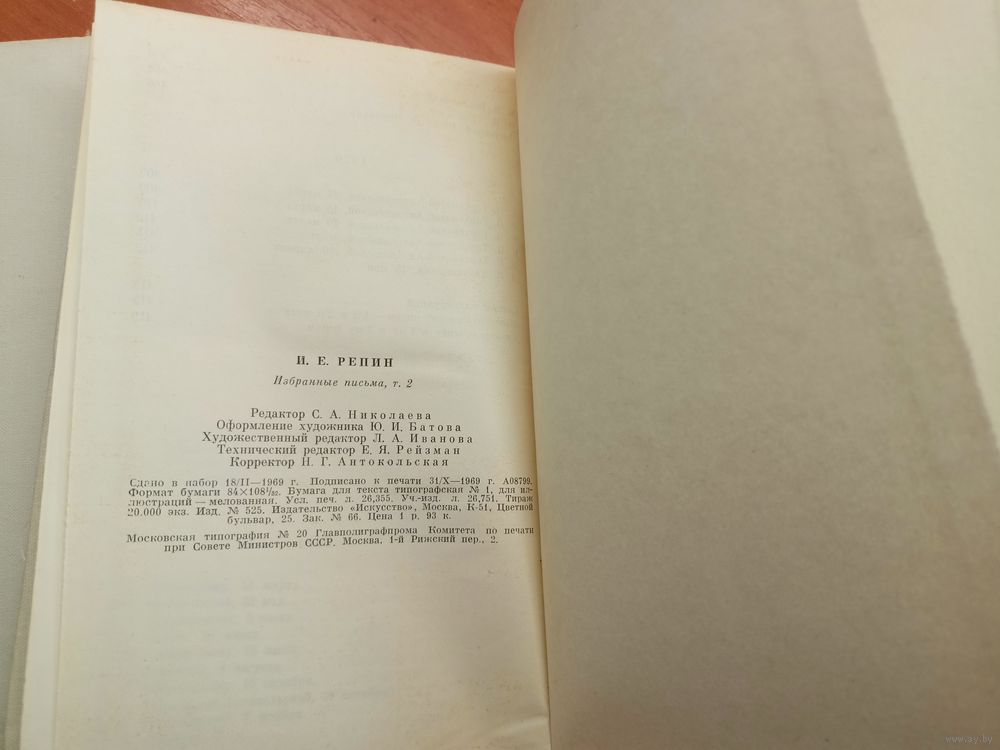 И. Е. РЕПИН
Избранные письма, т. 2
Редактор С. А. Николаева
Оформление художника Ю. И. Батова
Художественный редактор Л. А. Иванова
Технический редактор Е. Я. Рейзман
Корректор Н. Г. Антокольская
Сдано в набор 18/II—1969 г. Подписано к печати 31/X—1969 г. А08799.
Формат бумаги 84×108¹/₃₂. Бумага для текста типографская № 1, для ил-
люстраций — мелованная. Усл. печ. л. 26,355. Уч.-изд. л. 26,751. Тираж
20.000 экз. Изд. № 525. Издательство «Искусство», Москва, К-51, Цветной
бульвар, 25. Зак. № 66. Цена 1 р. 93 к.
Московская типография № 20 Главполиграфпрома Комитета по печати
при Совете Министров СССР. Москва, 1-й Рижский пер., 2.
www.ay.by